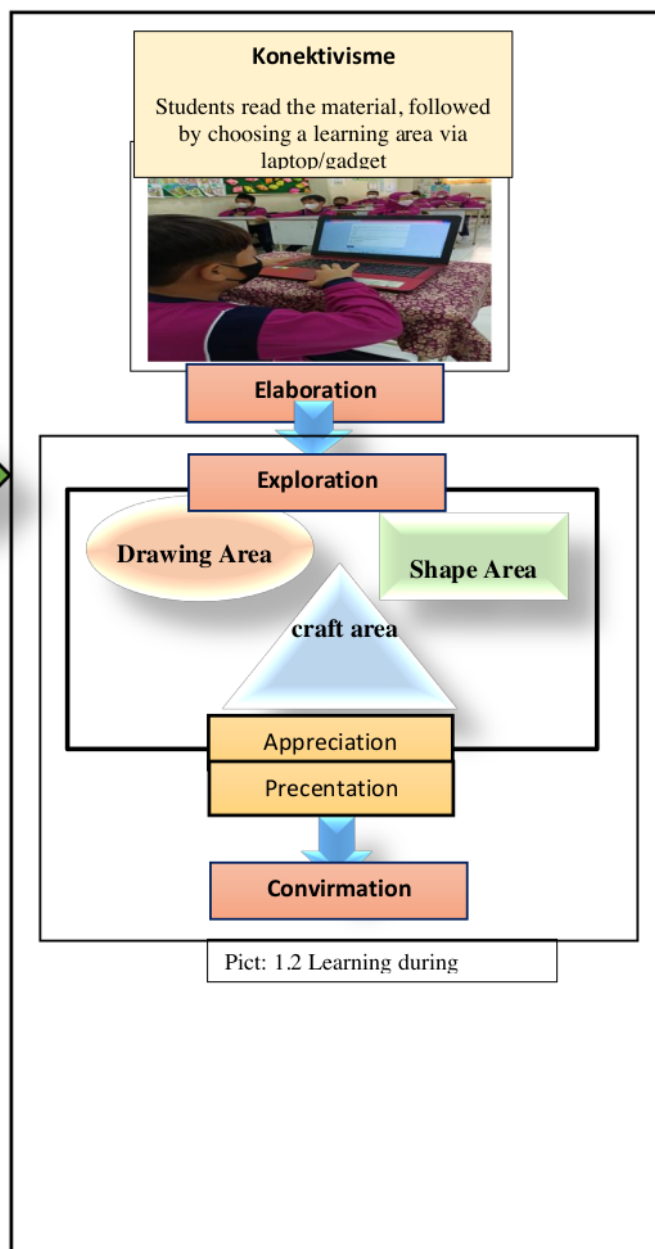 Konektivisme
Students read the material, followed
by choosing a learning area via
laptop/gadget
Elaboration
Exploration
Drawing Area
Shape Area
craft area
Appreciation
Precentation
Convirmation
Pict: 1.2 Learning during